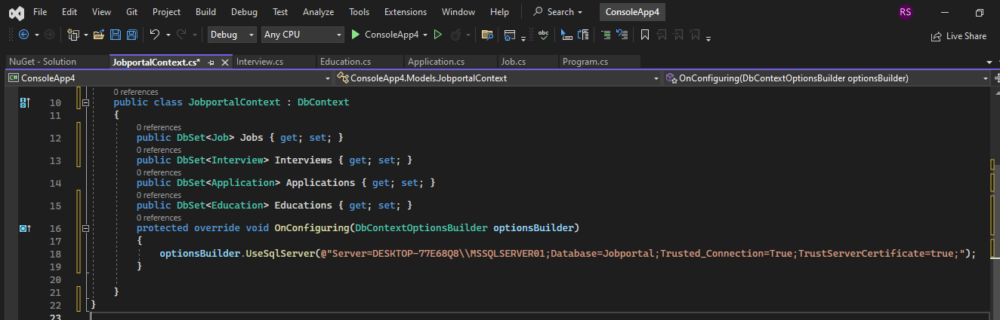 File Edit View Git Project Build Debug Test Analyze Tools Extensions Window Help Search ConsoleApp4 RS
Debug Any CPU ConsoleApp4 abc Live Share
NuGet - Solution JobportalContext.cs* Interview.cs Education.cs Application.cs Job.cs Program.cs
C# ConsoleApp4 ConsoleApp4.Models.JobportalContext OnConfiguring(DbContextOptionsBuilder optionsBuilder)
0 references
10 public class JobportalContext : DbContext
11 {
0 references
12 public DbSet<Job> Jobs { get; set; }
0 references
13 public DbSet<Interview> Interviews { get; set; }
0 references
14 public DbSet<Application> Applications { get; set; }
0 references
15 public DbSet<Education> Educations { get; set; }
0 references
16 protected override void OnConfiguring(DbContextOptionsBuilder optionsBuilder)
17 {
18 optionsBuilder.UseSqlServer(@"Server=DESKTOP-77E68Q8\\MSSQLSERVER01;Database=Jobportal;Trusted_Connection=True;TrustServerCertificate=true;");
19 }
20
21 }
22 }
23